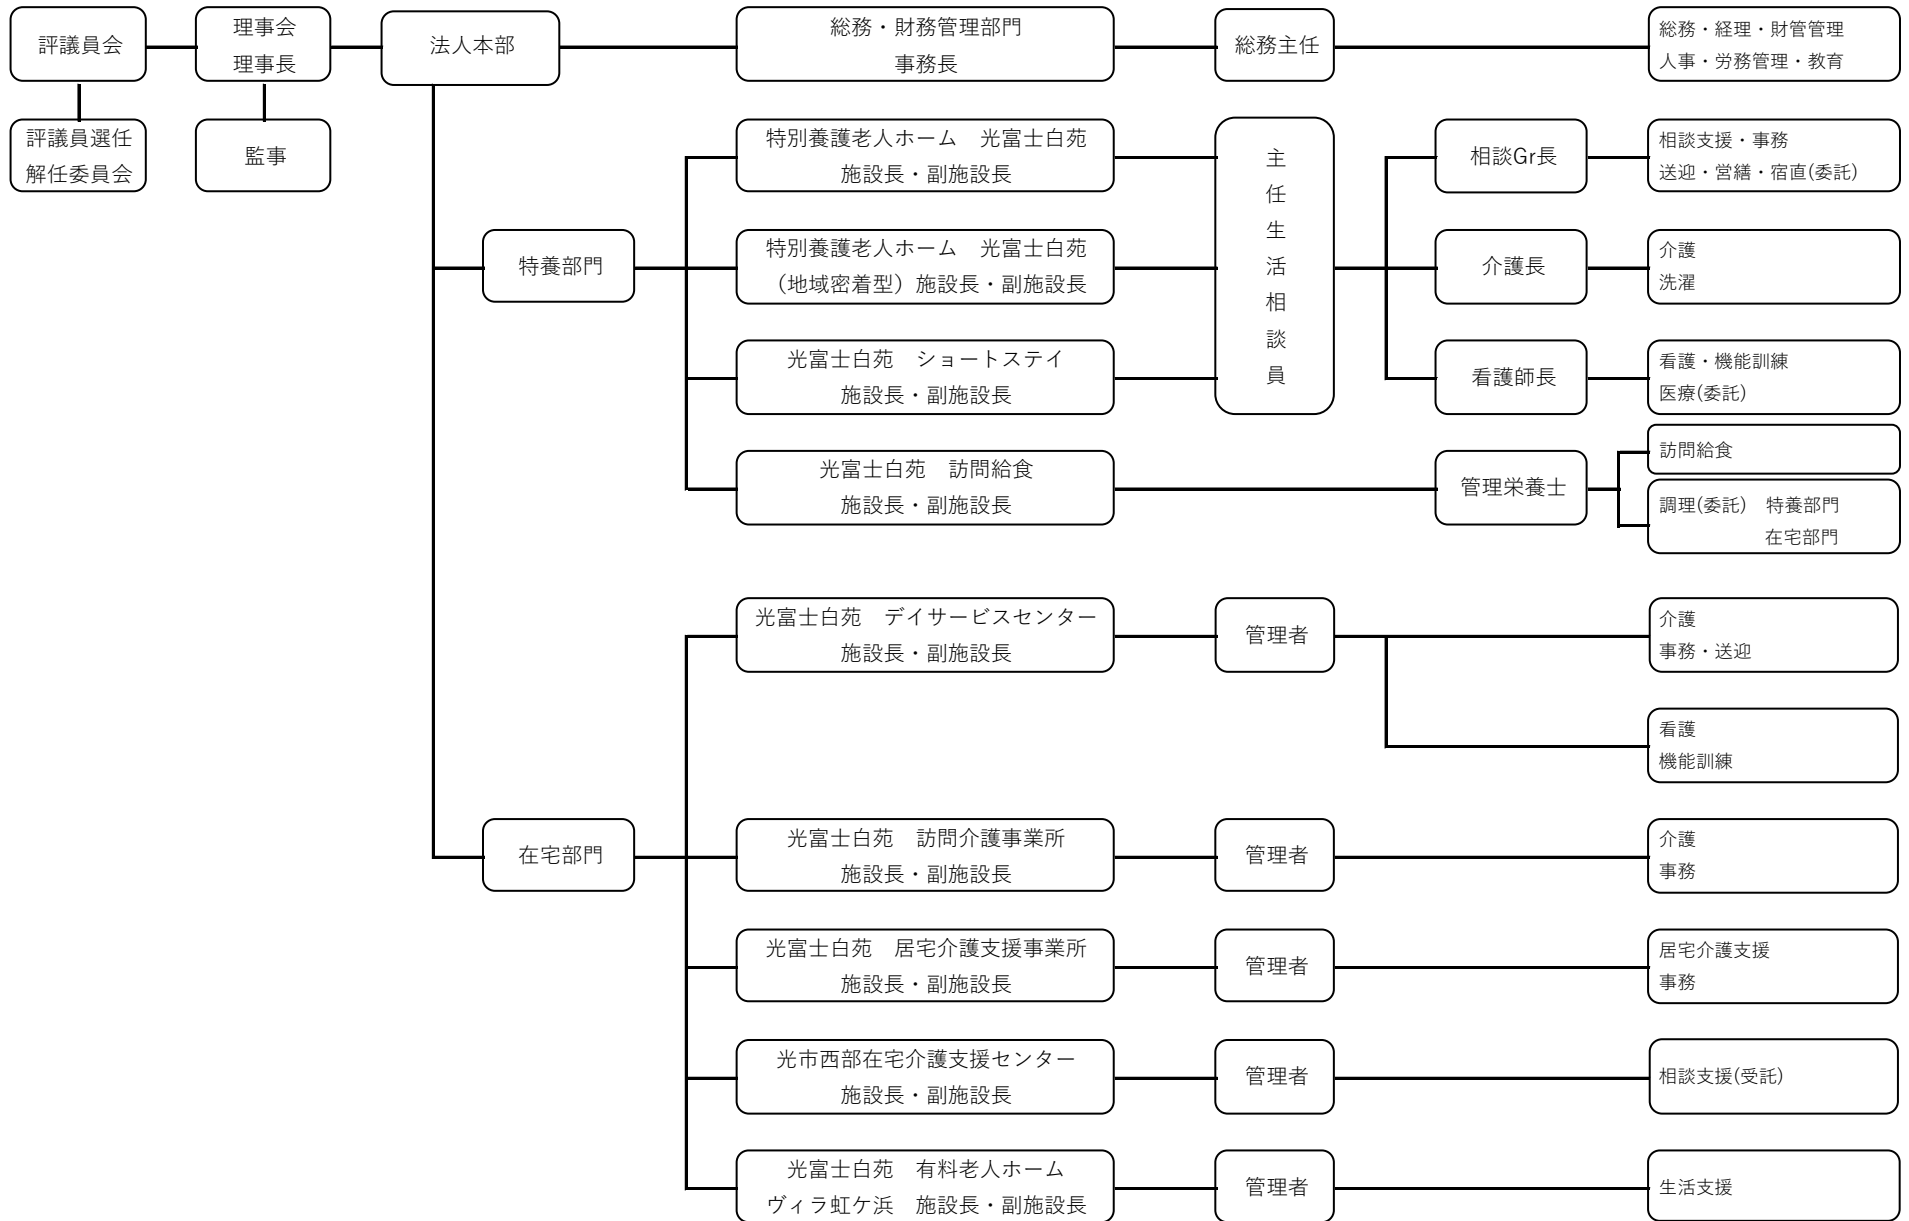 評議員会
理事会
理事長
法人本部
総務・財務管理部門
事務長
総務主任
総務・経理・財管管理
人事・労務管理・教育
評議員選任
解任委員会
監事
特別養護老人ホーム　光富士白苑
施設長・副施設長
主任生活相談員
相談Gr長
相談支援・事務
送迎・営繕・宿直(委託)
特養部門
特別養護老人ホーム　光富士白苑
（地域密着型）施設長・副施設長
介護長
介護
洗濯
光富士白苑　ショートステイ
施設長・副施設長
看護師長
看護・機能訓練
医療(委託)
光富士白苑　訪問給食
施設長・副施設長
管理栄養士
訪問給食
調理(委託)　特養部門
在宅部門
光富士白苑　デイサービスセンター
施設長・副施設長
管理者
介護
事務・送迎
看護
機能訓練
在宅部門
光富士白苑　訪問介護事業所
施設長・副施設長
管理者
介護
事務
光富士白苑　居宅介護支援事業所
施設長・副施設長
管理者
居宅介護支援
事務
光市西部在宅介護支援センター
施設長・副施設長
管理者
相談支援(受託)
光富士白苑　有料老人ホーム
ヴィラ虹ケ浜　施設長・副施設長
管理者
生活支援